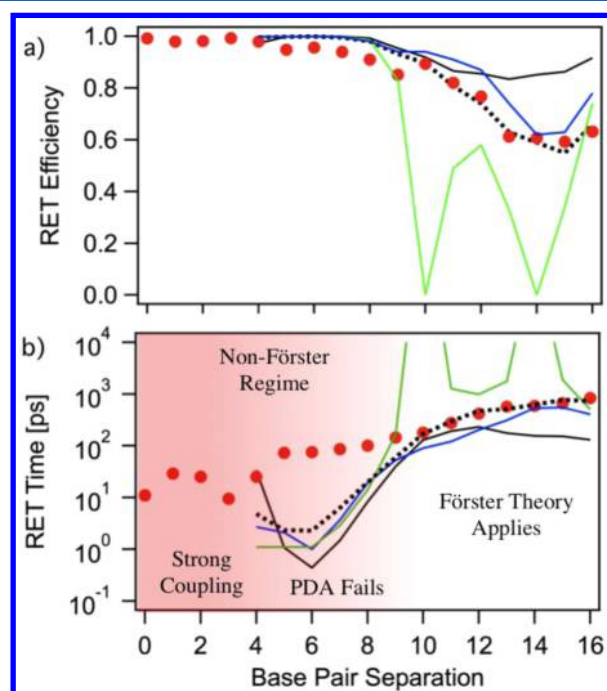 a)
1.0
0.8
0.6
0.4
0.2
0.0
RET Efficiency
b)
10^4
10^3
10^2
10^1
10^0
10^-1
RET Time [ps]
Non-Förster
Regime
Strong
Coupling
PDA Fails
Förster Theory
Applies
0 2 4 6 8 10 12 14 16
Base Pair Separation